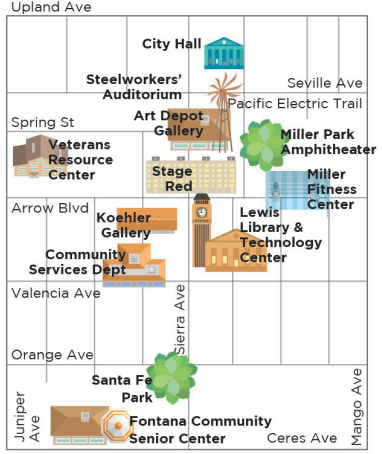 Upland Ave
City Hall
Steelworkers'
Auditorium
Seville Ave
Pacific Electric Trail
Art Depot
Gallery
Spring St
Miller Park
Amphitheater
Veterans
Resource
Center
Stage
Red
Miller
Fitness
Center
Arrow Blvd
Koehler
Gallery
Lewis
Library &
Technology
Center
Community
Services Dept
Valencia Ave
Sierra Ave
Orange Ave
Santa Fe
Park
Juniper
Ave
Fontana Community
Senior Center
Ceres Ave
Mango Ave